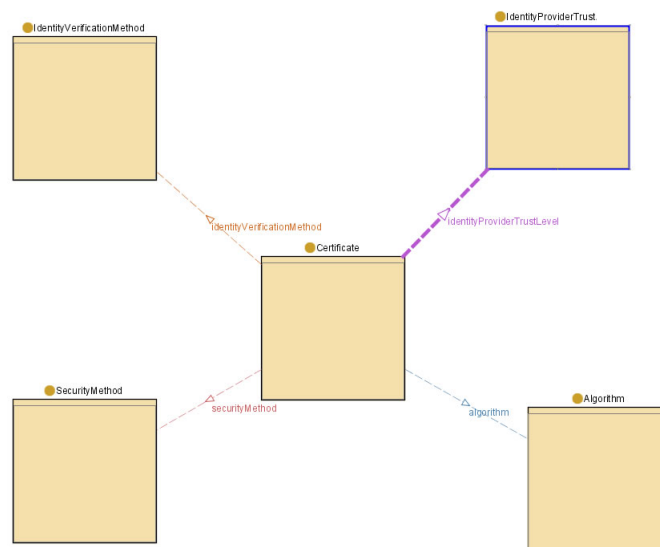 IdentityVerificationMethod
IdentityProviderTrust.
identityVerificationMethod
identityProviderTrustLevel
Certificate
SecurityMethod
securityMethod
Algorithm
algorithm